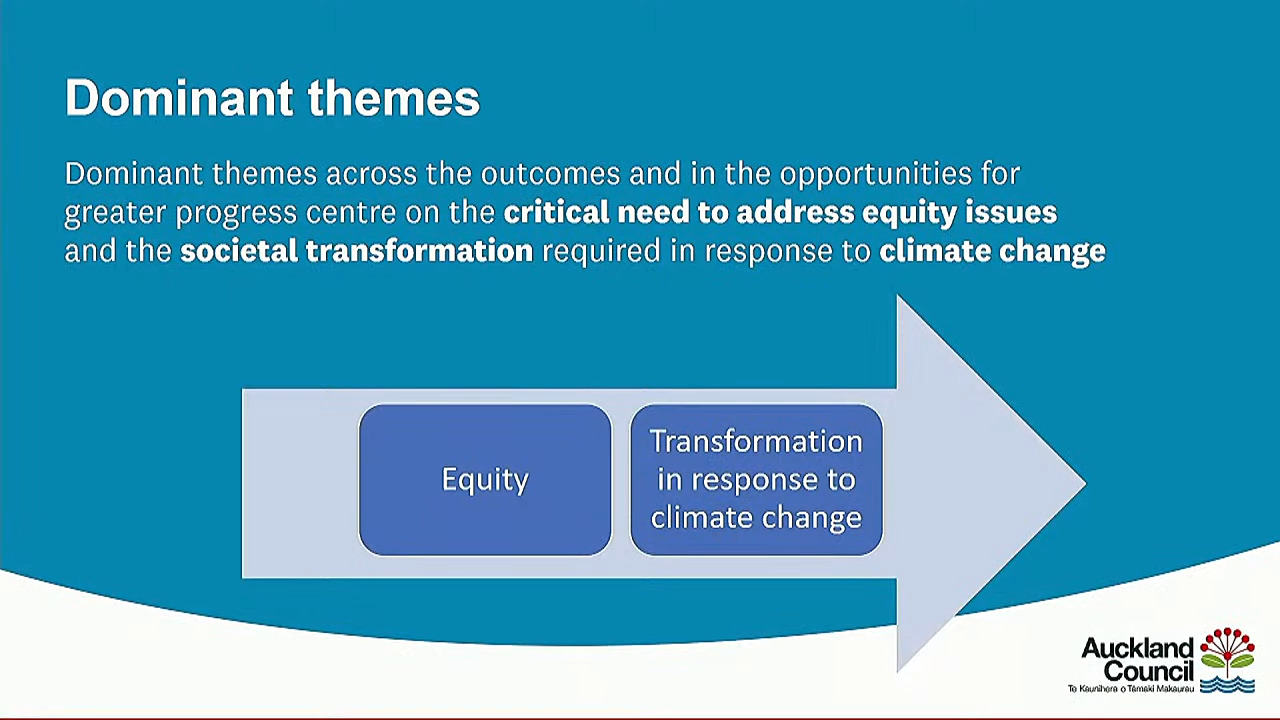 Dominant themes
Dominant themes across the outcomes and in the opportunities for
greater progress centre on the critical need to address equity issues
and the societal transformation required in response to climate change
Equity
Transformation
in response to
climate change
Auckland
Council
Te Kaunihera o Tāmaki Makaurau